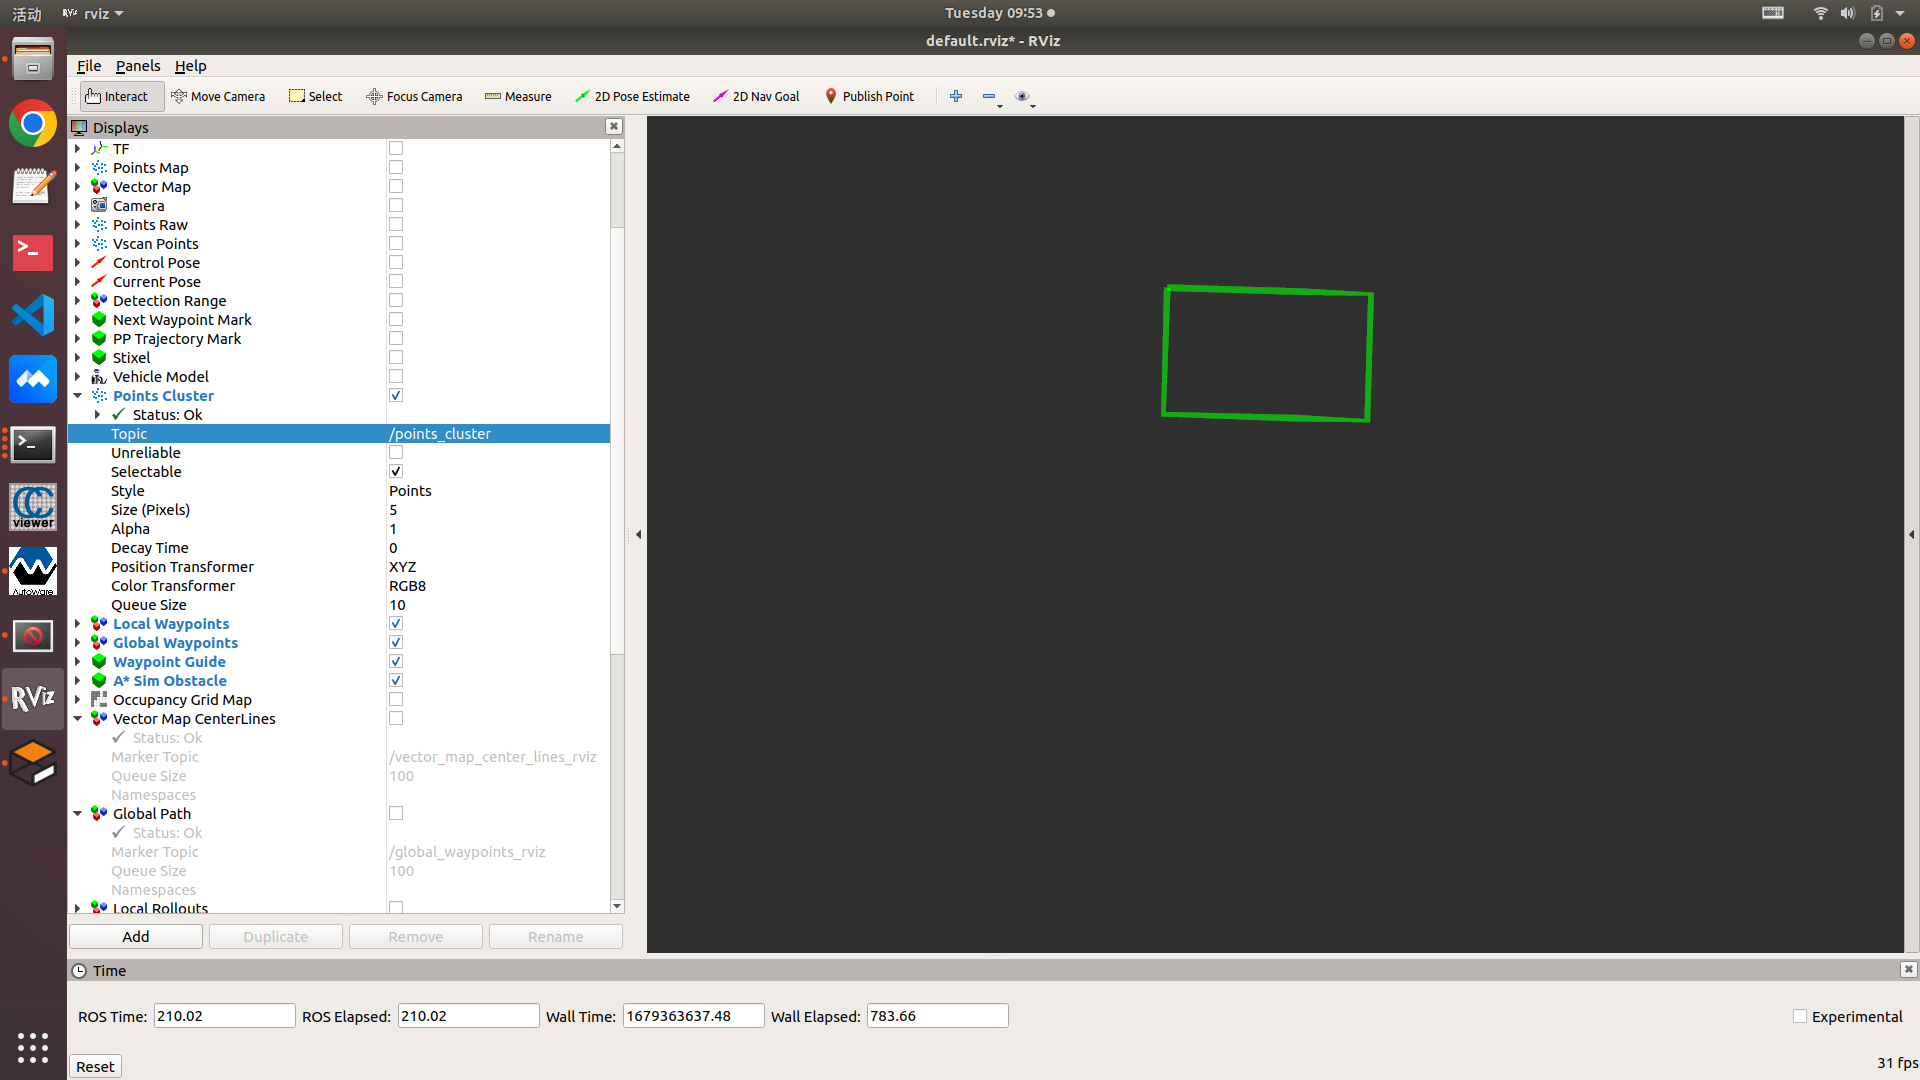 活动 rviz Tuesday 09:53
default.rviz* - RViz
File Panels Help
Interact Move Camera Select Focus Camera Measure 2D Pose Estimate 2D Nav Goal Publish Point
Displays
TF
Points Map
Vector Map
Camera
Points Raw
Vscan Points
Control Pose
Current Pose
Detection Range
Next Waypoint Mark
PP Trajectory Mark
Stixel
Vehicle Model
Points Cluster
Status: Ok
Topic /points_cluster
Unreliable
Selectable
Style Points
Size (Pixels) 5
Alpha 1
Decay Time 0
Position Transformer XYZ
Color Transformer RGB8
Queue Size 10
Local Waypoints
Global Waypoints
Waypoint Guide
A* Sim Obstacle
Occupancy Grid Map
Vector Map CenterLines
Status: Ok
Marker Topic /vector_map_center_lines_rviz
Queue Size 100
Namespaces
Global Path
Status: Ok
Marker Topic /global_waypoints_rviz
Queue Size 100
Namespaces
Local Rollouts
Add Duplicate Remove Rename
Time
ROS Time: 210.02 ROS Elapsed: 210.02 Wall Time: 1679363637.48 Wall Elapsed: 783.66 Experimental
Reset 31 fps
CC
viewer
AutoWare
RViz